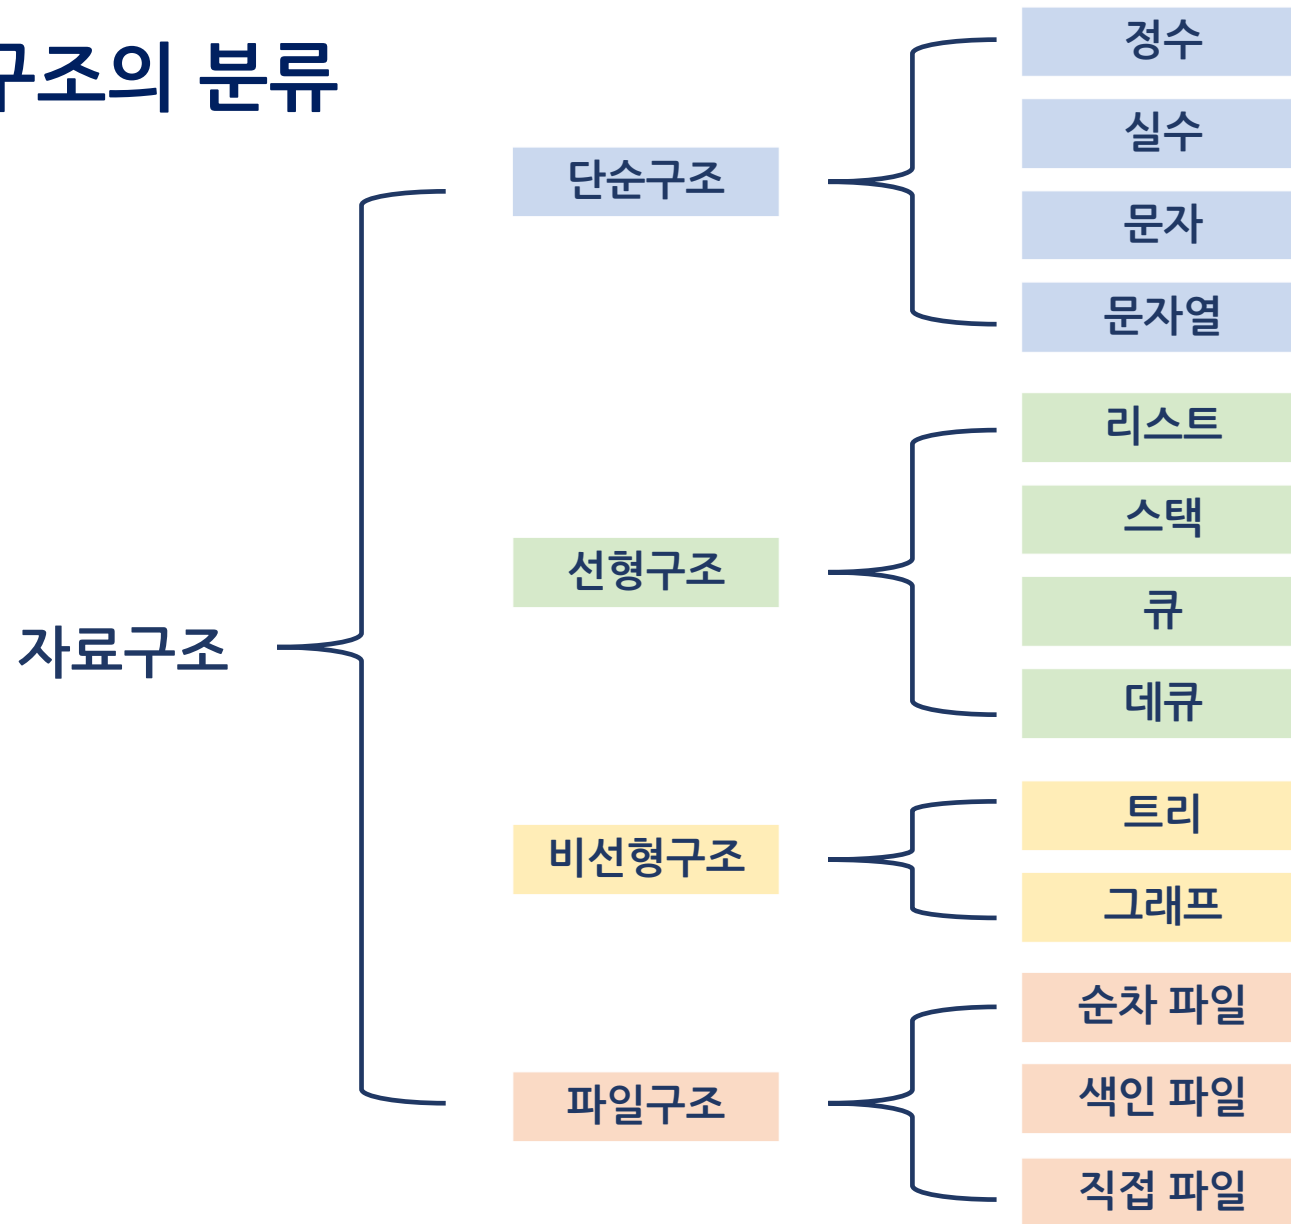 구조의 분류
자료구조
단순구조
정수
실수
문자
문자열
선형구조
리스트
스택
큐
데큐
비선형구조
트리
그래프
파일구조
순차 파일
색인 파일
직접 파일